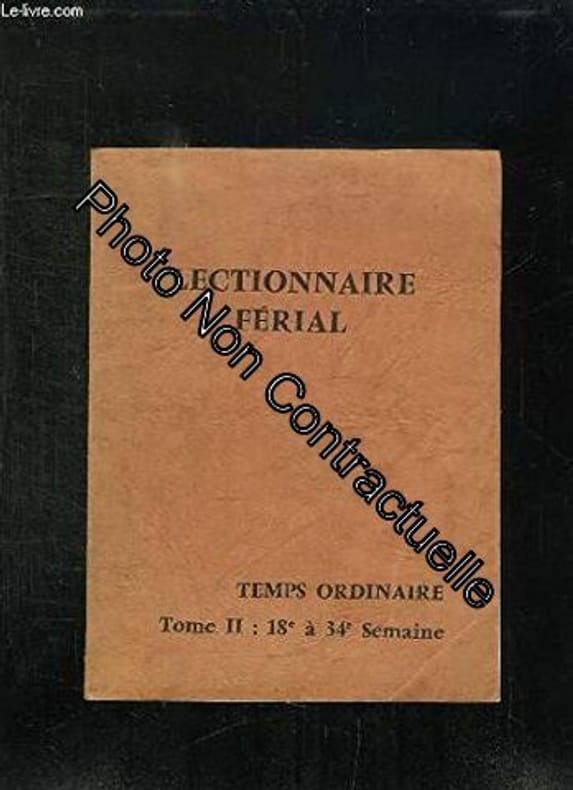 Le-livre.com
LECTIONNAIRE
FÉRIAL
Photo Non Contractuelle
TEMPS ORDINAIRE
Tome II : 18e à 34e Semaine